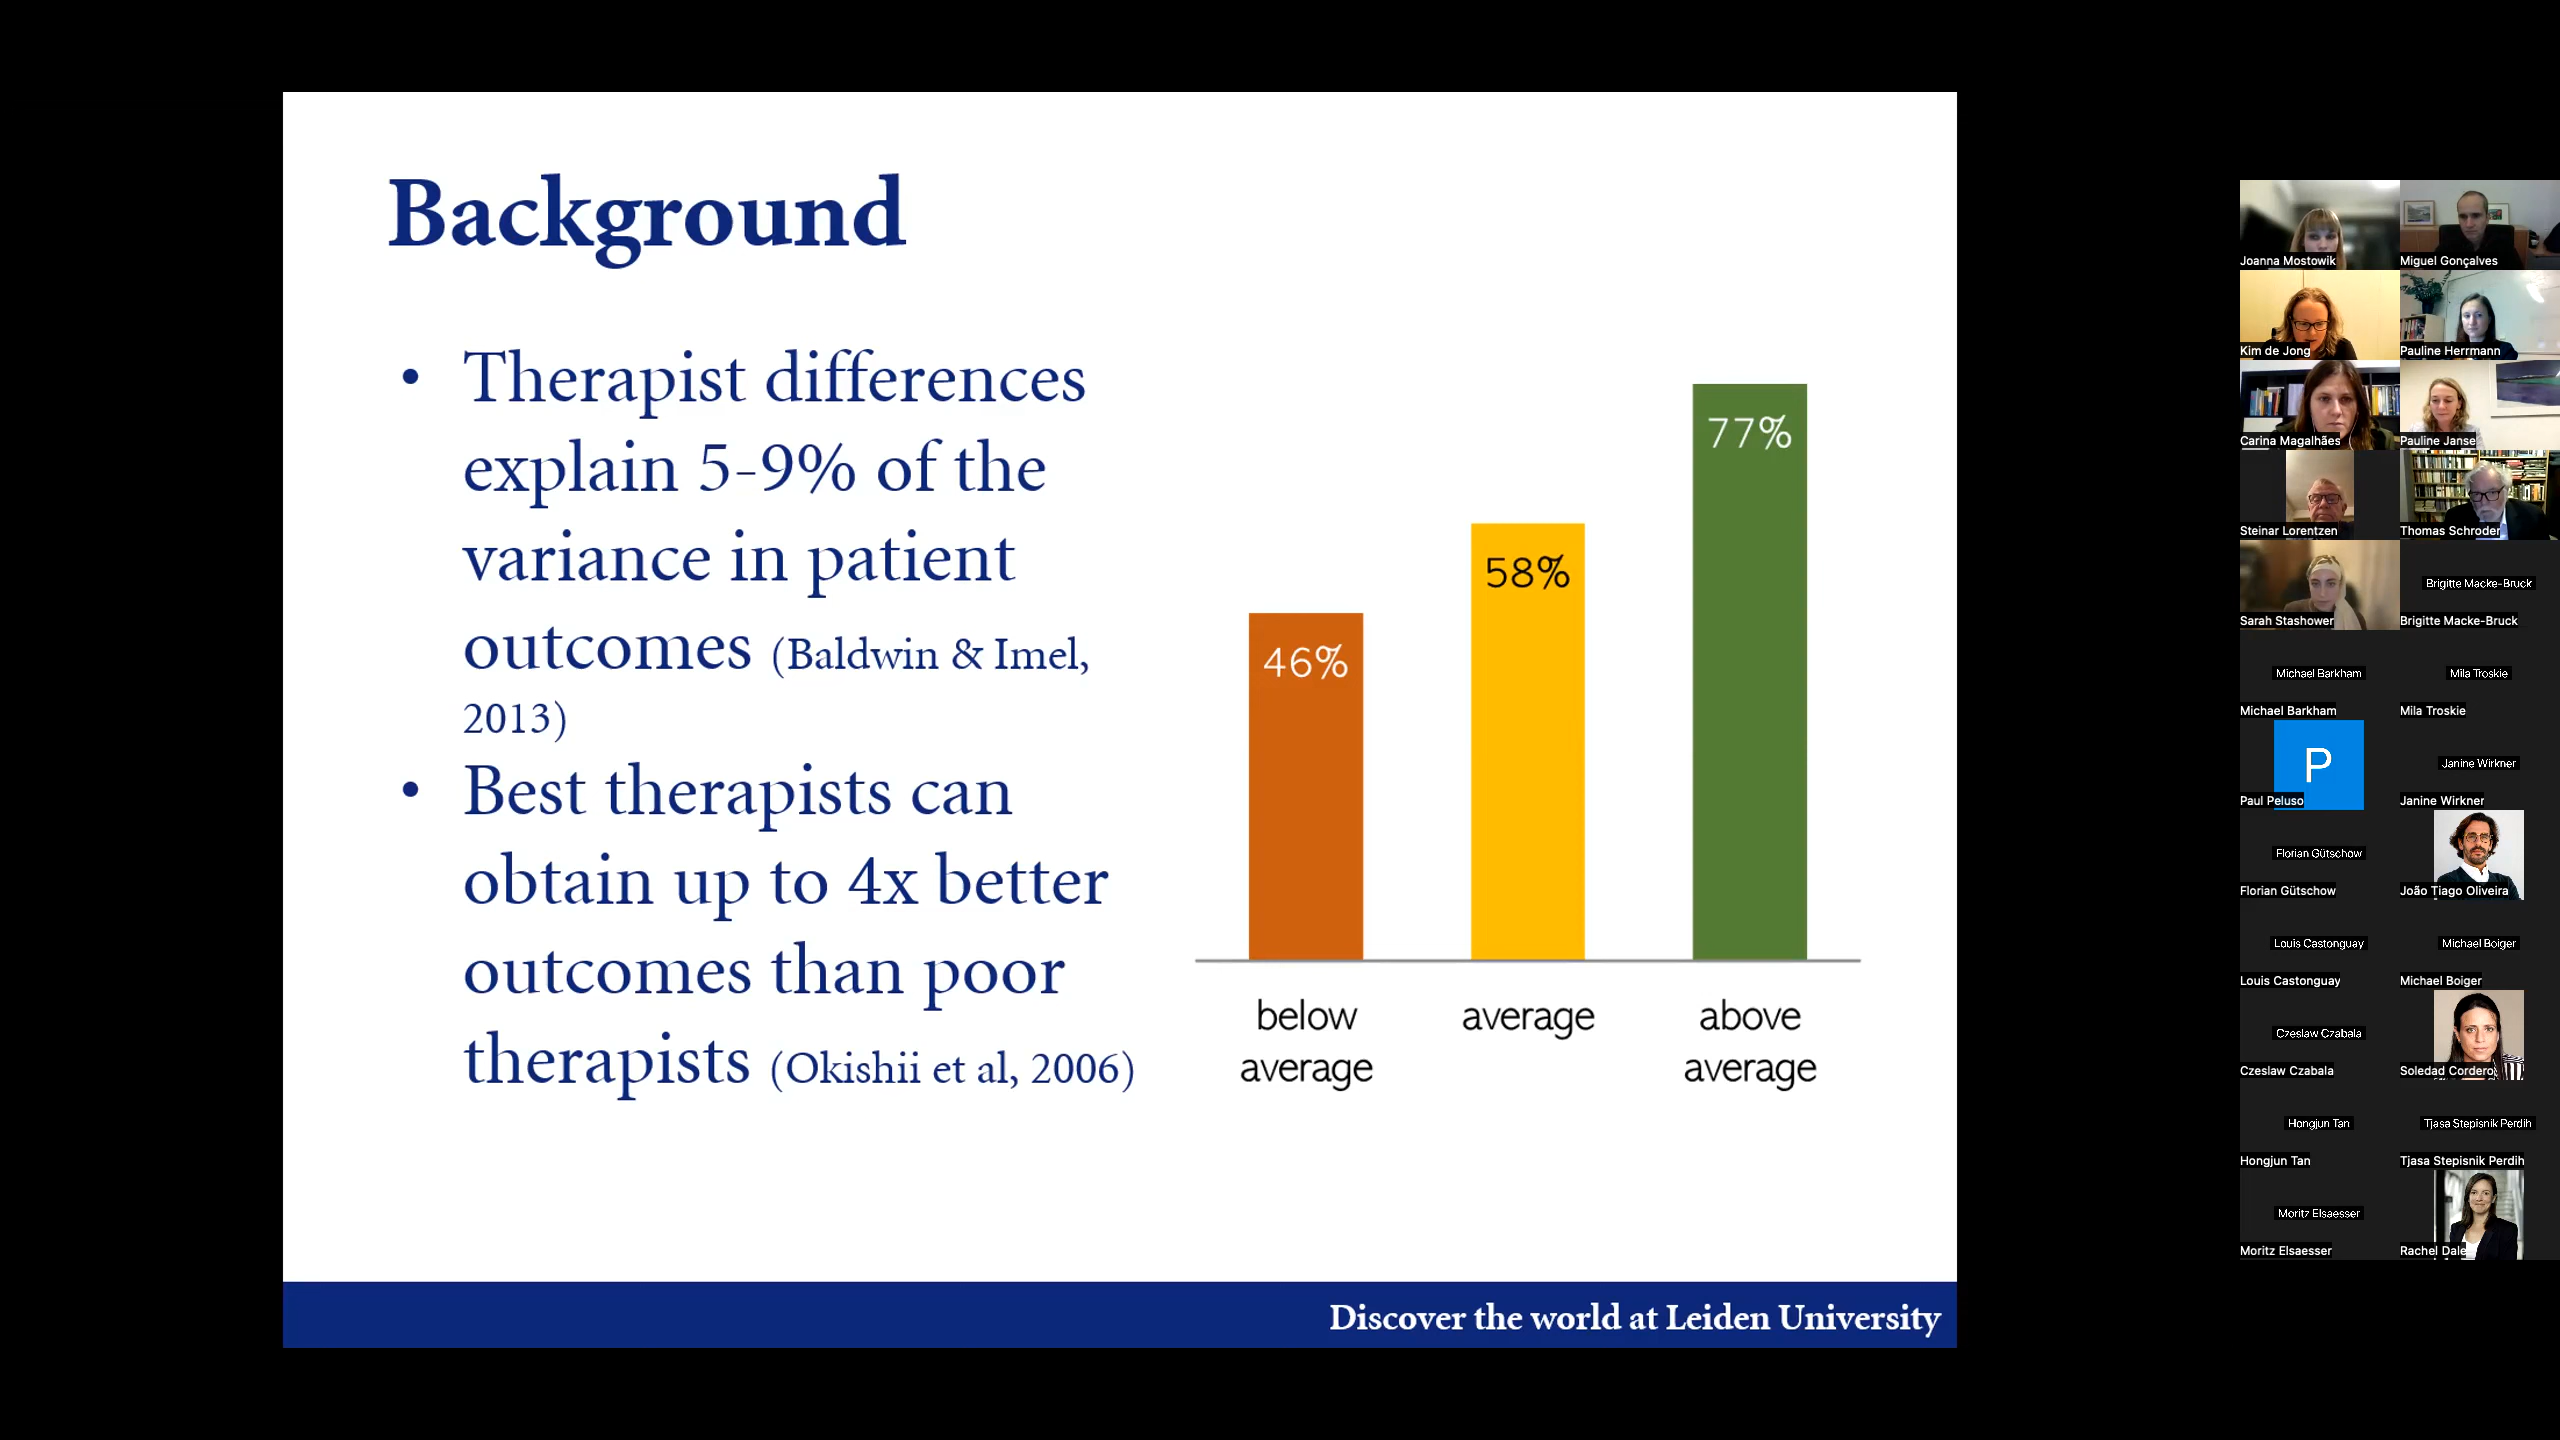 Background
• Therapist differences
explain 5-9% of the
variance in patient
outcomes (Baldwin & Imel,
2013)
• Best therapists can
obtain up to 4x better
outcomes than poor
therapists (Okishii et al, 2006)
46%
58%
77%
below
average
average
above
average
Discover the world at Leiden University
Joanna Mostowik
Miguel Gonçalves
Kim de Jong
Pauline Herrmann
Carina Magalhães
Pauline Janse
Steinar Lorentzen
Thomas Schroder
Sarah Stashower
Brigitte Macke-Bruck
Brigitte Macke-Bruck
Michael Barkham
Michael Barkham
Mila Troskie
Mila Troskie
P
Paul Peluso
Janine Wirkner
Janine Wirkner
Florian Gütschow
Florian Gütschow
João Tiago Oliveira
Louis Castonguay
Louis Castonguay
Michael Boiger
Michael Boiger
Czeslaw Czabala
Czeslaw Czabala
Soledad Cordero
Hongjun Tan
Hongjun Tan
Tjasa Stepisnik Perdih
Tjasa Stepisnik Perdih
Moritz Elsaesser
Moritz Elsaesser
Rachel Dale